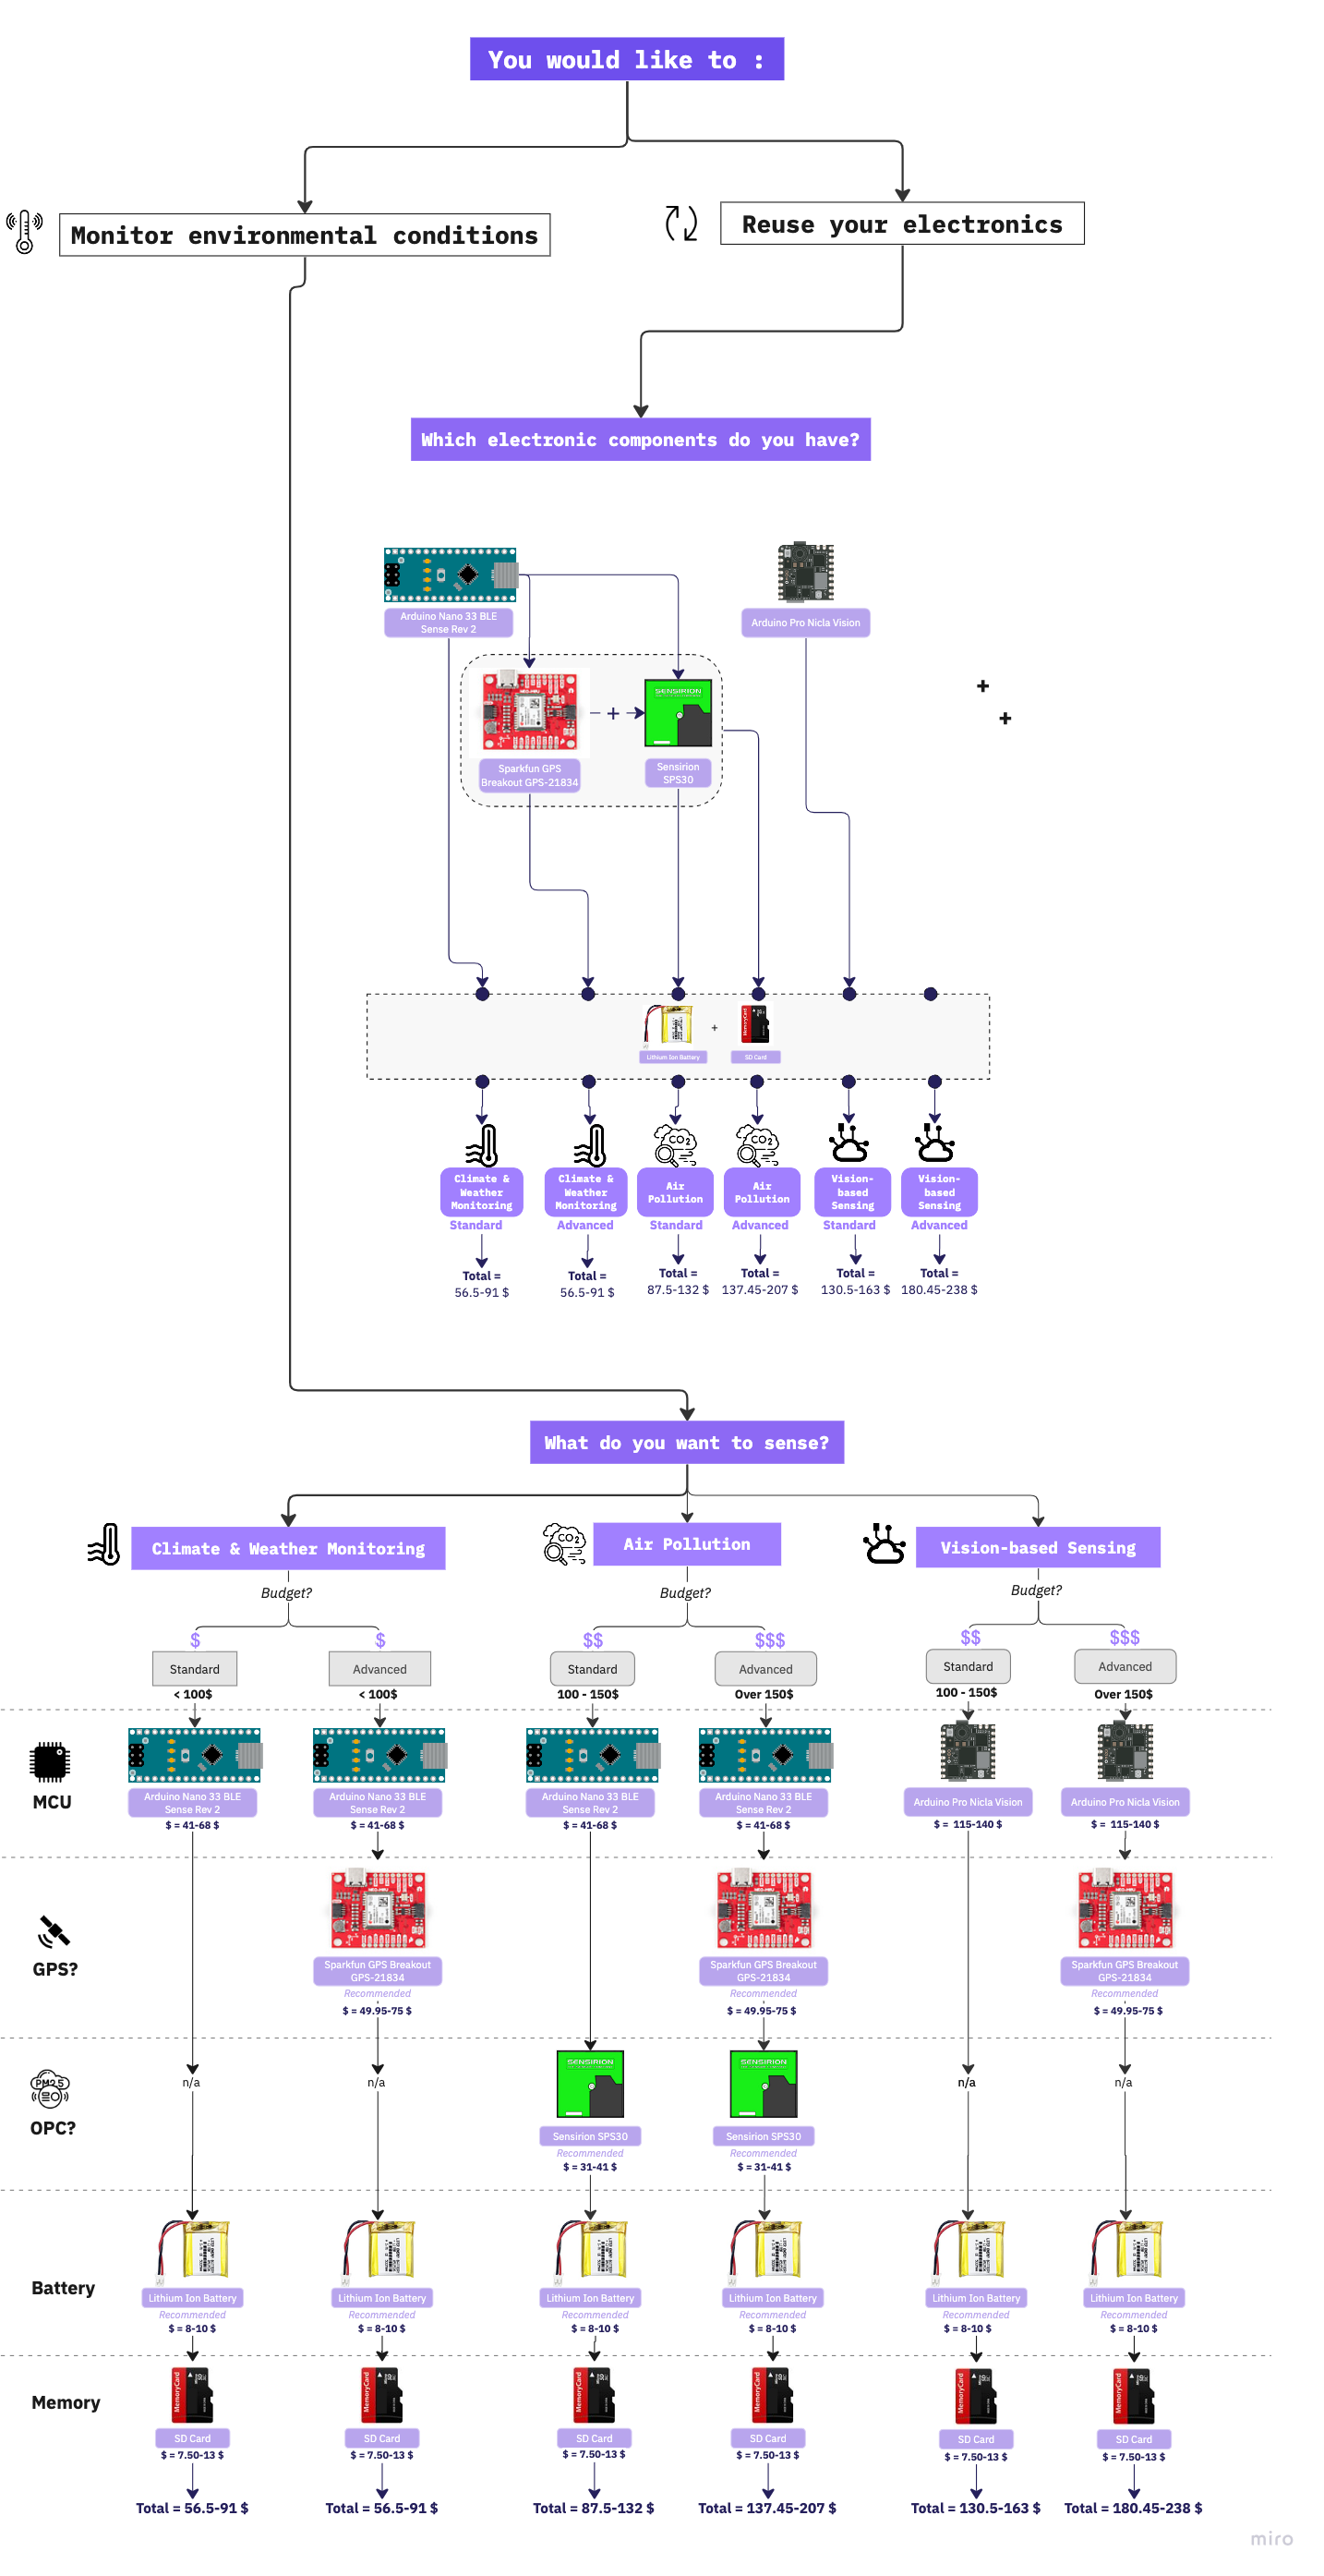 You would like to :
Monitor environmental conditions
Reuse your electronics
Which electronic components do you have?
Arduino Nano 33 BLE
Sense Rev 2
Arduino Pro Nicla Vision
+
+
SENSIRION
+
Sparkfun GPS
Breakout GPS-21834
Sensirion
SPS30
MemoryCard
+
Lithium Ion Battery
SD Card
CO2
CO2
Climate &
Weather
Monitoring
Climate &
Weather
Monitoring
Air
Pollution
Air
Pollution
Vision-
based
Sensing
Vision-
based
Sensing
Standard
Advanced
Standard
Advanced
Standard
Advanced
Total =
56.5-91 $
Total =
56.5-91 $
Total =
87.5-132 $
Total =
137.45-207 $
Total =
130.5-163 $
Total =
180.45-238 $
What do you want to sense?
Climate & Weather Monitoring
CO2
Air Pollution
Vision-based Sensing
Budget?
Budget?
Budget?
$
$
$$
$$$
$$
$$$
Standard
Advanced
Standard
Advanced
Standard
Advanced
< 100$
< 100$
100 - 150$
Over 150$
100 - 150$
Over 150$
MCU
Arduino Nano 33 BLE
Sense Rev 2
Arduino Nano 33 BLE
Sense Rev 2
Arduino Nano 33 BLE
Sense Rev 2
Arduino Nano 33 BLE
Sense Rev 2
Arduino Pro Nicla Vision
Arduino Pro Nicla Vision
$ = 41-68 $
$ = 41-68 $
$ = 41-68 $
$ = 41-68 $
$ = 115-140 $
$ = 115-140 $
GPS?
Sparkfun GPS Breakout
GPS-21834
Sparkfun GPS Breakout
GPS-21834
Sparkfun GPS Breakout
GPS-21834
Recommended
Recommended
Recommended
$ = 49.95-75 $
$ = 49.95-75 $
$ = 49.95-75 $
SENSIRION
SENSIRION
PM2.5
n/a
n/a
n/a
n/a
OPC?
Sensirion SPS30
Sensirion SPS30
Recommended
Recommended
$ = 31-41 $
$ = 31-41 $
Battery
Lithium Ion Battery
Lithium Ion Battery
Lithium Ion Battery
Lithium Ion Battery
Lithium Ion Battery
Lithium Ion Battery
Recommended
Recommended
Recommended
Recommended
Recommended
Recommended
$ = 8-10 $
$ = 8-10 $
$ = 8-10 $
$ = 8-10 $
$ = 8-10 $
$ = 8-10 $
Memory
MemoryCard
MemoryCard
MemoryCard
MemoryCard
MemoryCard
MemoryCard
SD Card
SD Card
SD Card
SD Card
SD Card
SD Card
$ = 7.50-13 $
$ = 7.50-13 $
$ = 7.50-13 $
$ = 7.50-13 $
$ = 7.50-13 $
$ = 7.50-13 $
Total = 56.5-91 $
Total = 56.5-91 $
Total = 87.5-132 $
Total = 137.45-207 $
Total = 130.5-163 $
Total = 180.45-238 $
miro